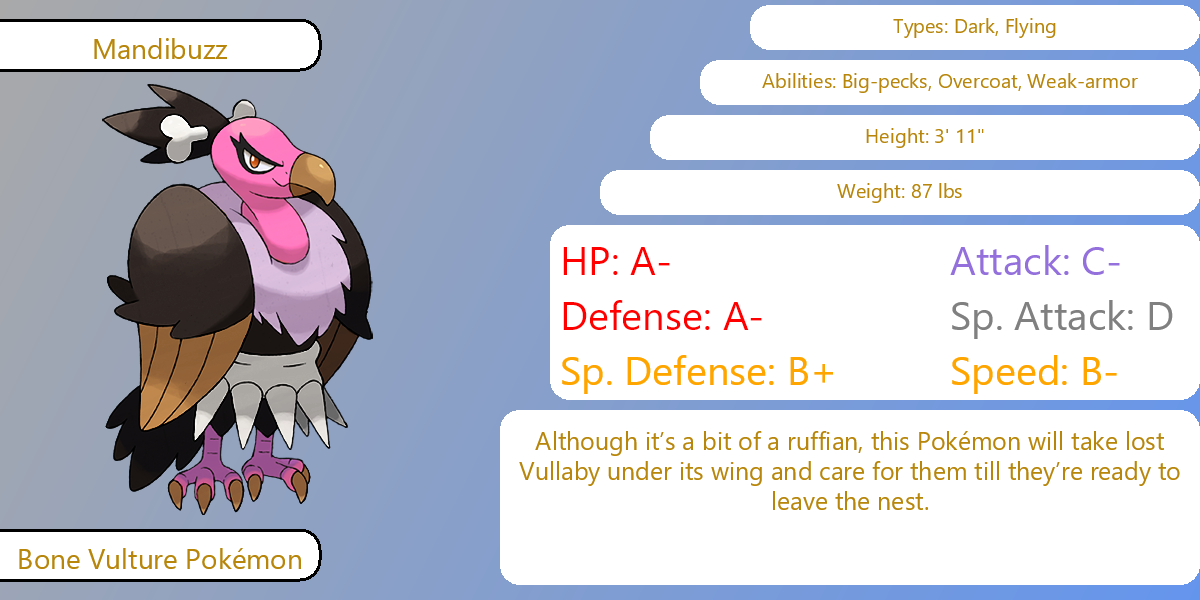 Mandibuzz
Types: Dark, Flying
Abilities: Big-pecks, Overcoat, Weak-armor
Height: 3' 11"
Weight: 87 lbs
HP: A-
Attack: C-
Defense: A-
Sp. Attack: D
Sp. Defense: B+
Speed: B-
Although it’s a bit of a ruffian, this Pokémon will take lost
Vullaby under its wing and care for them till they’re ready to
leave the nest.
Bone Vulture Pokémon